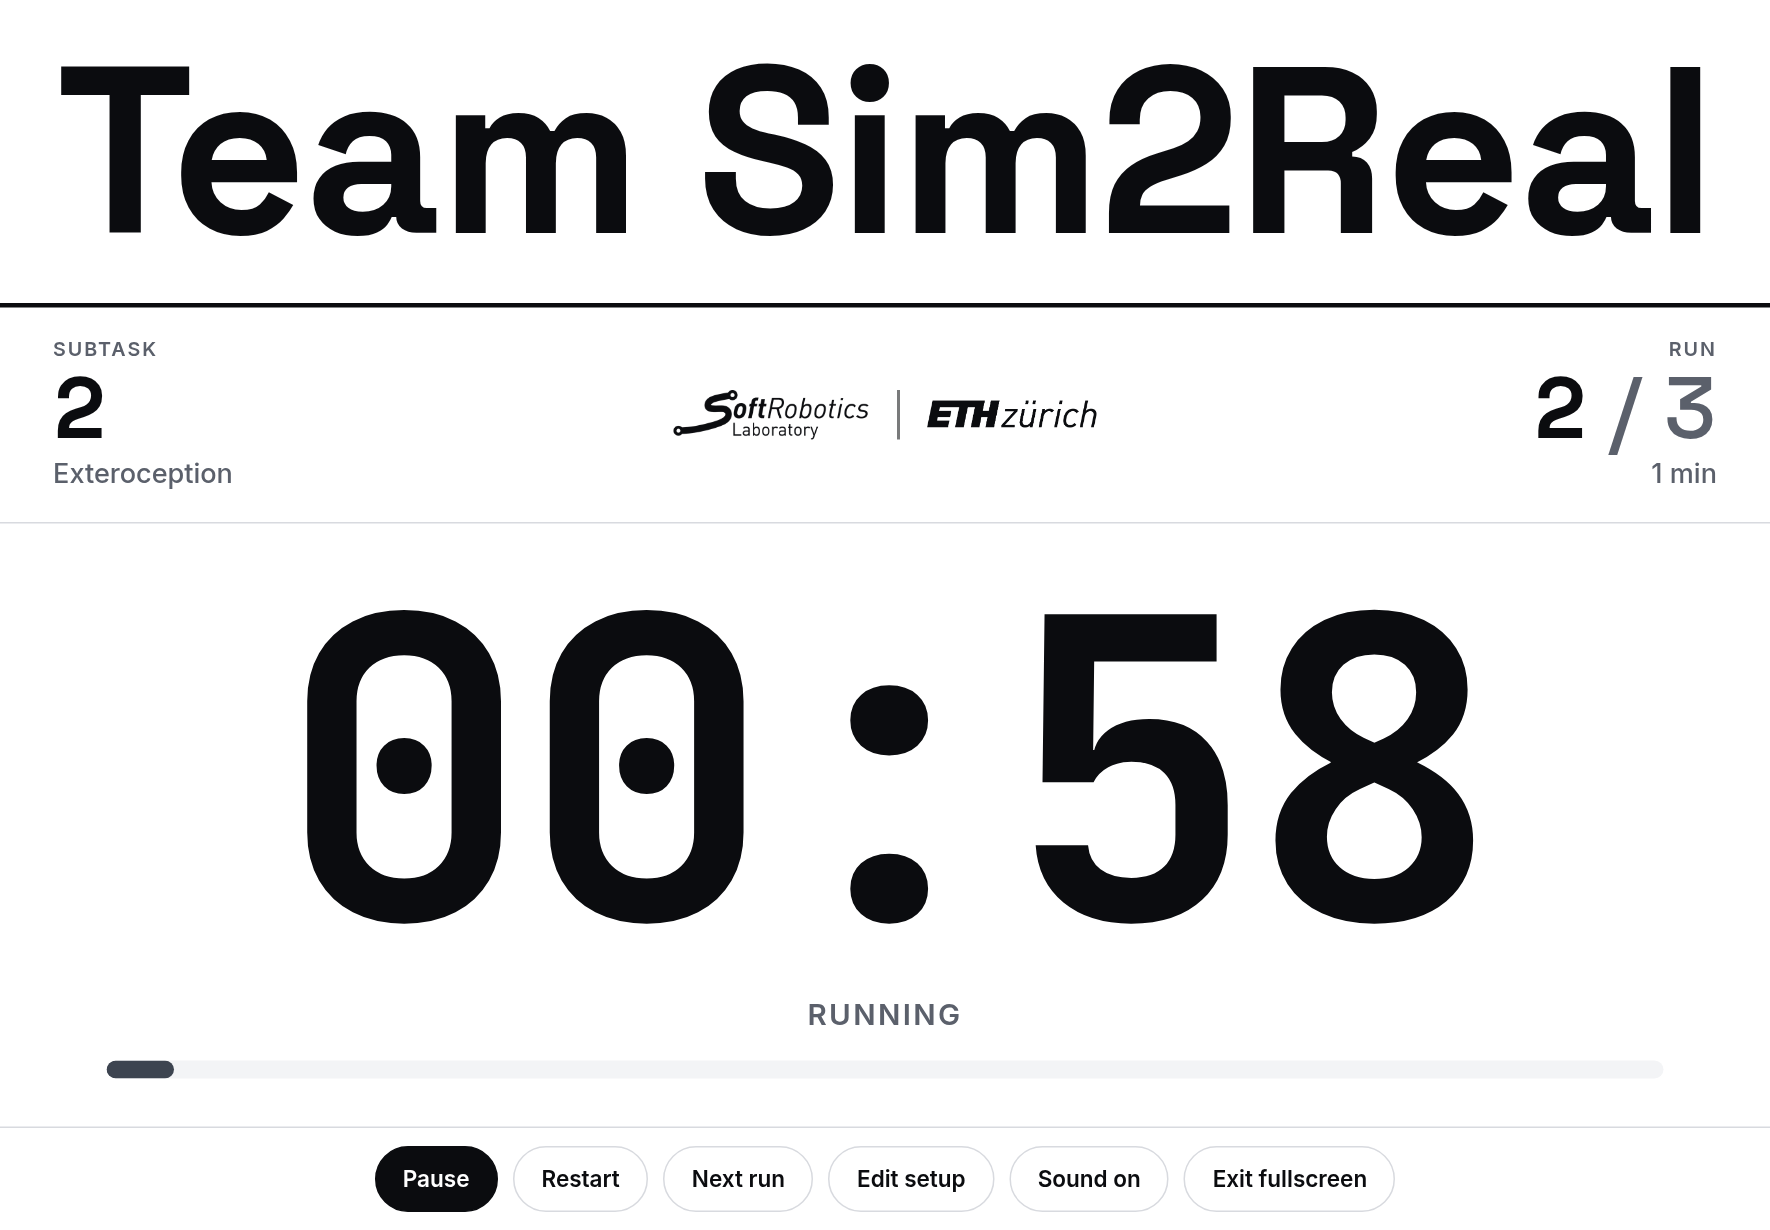 Team Sim2Real
SUBTASK
2
Exteroception
SoftRobotics
Laboratory
ETH zürich
RUN
2 / 3
1 min
00:58
RUNNING
Pause
Restart
Next run
Edit setup
Sound on
Exit fullscreen